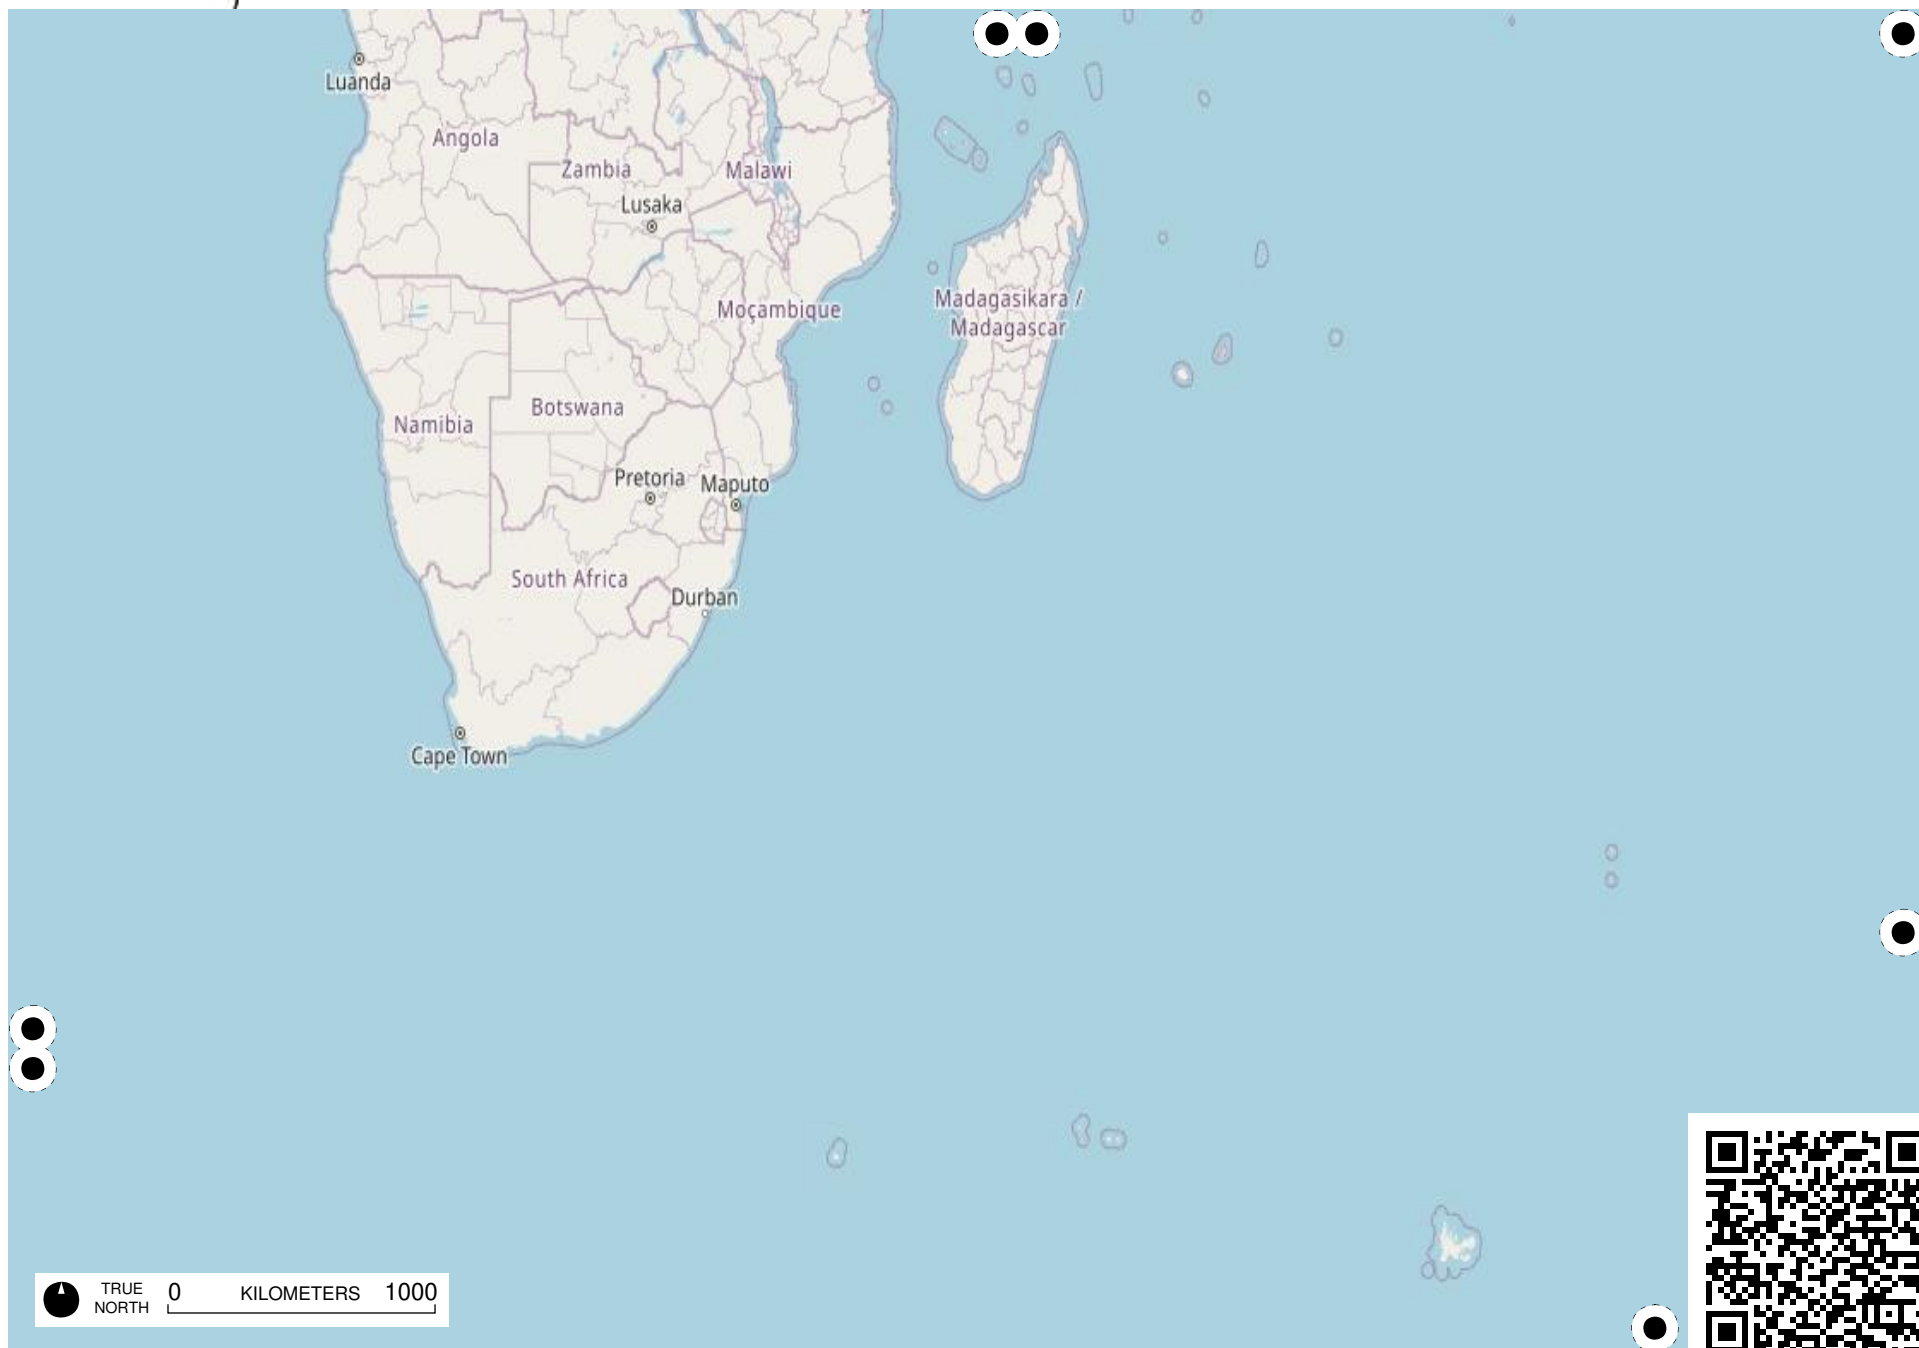 Luanda
Angola
Zambia
Malawi
Lusaka
Madagasikara /
Madagascar
Moçambique
Botswana
Namibia
Pretoria
Maputo
South Africa
Durban
Cape Town
TRUE
NORTH
0 KILOMETERS 1000